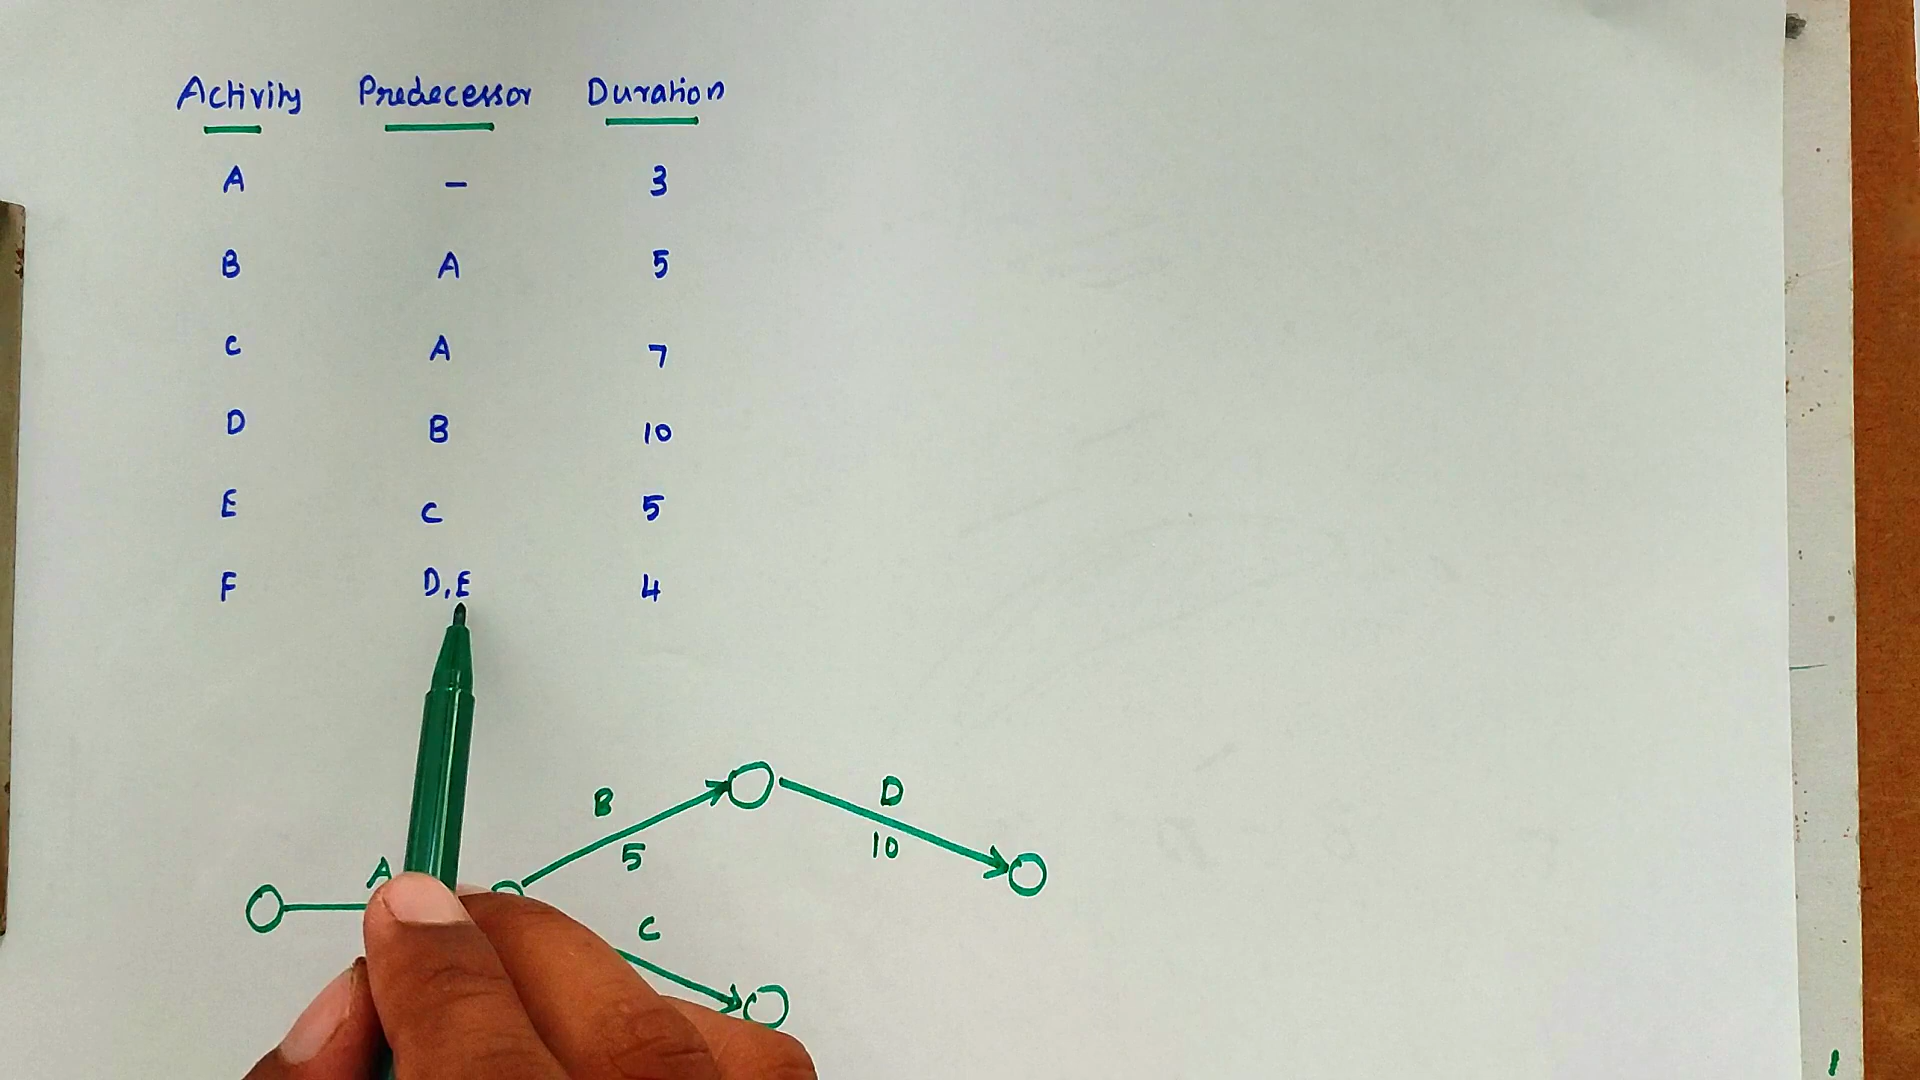 Activity Predecessor Duration
A - 3
B A 5
C A 7
D B 10
E C 5
F D,E 4
B D
5 10
A
C